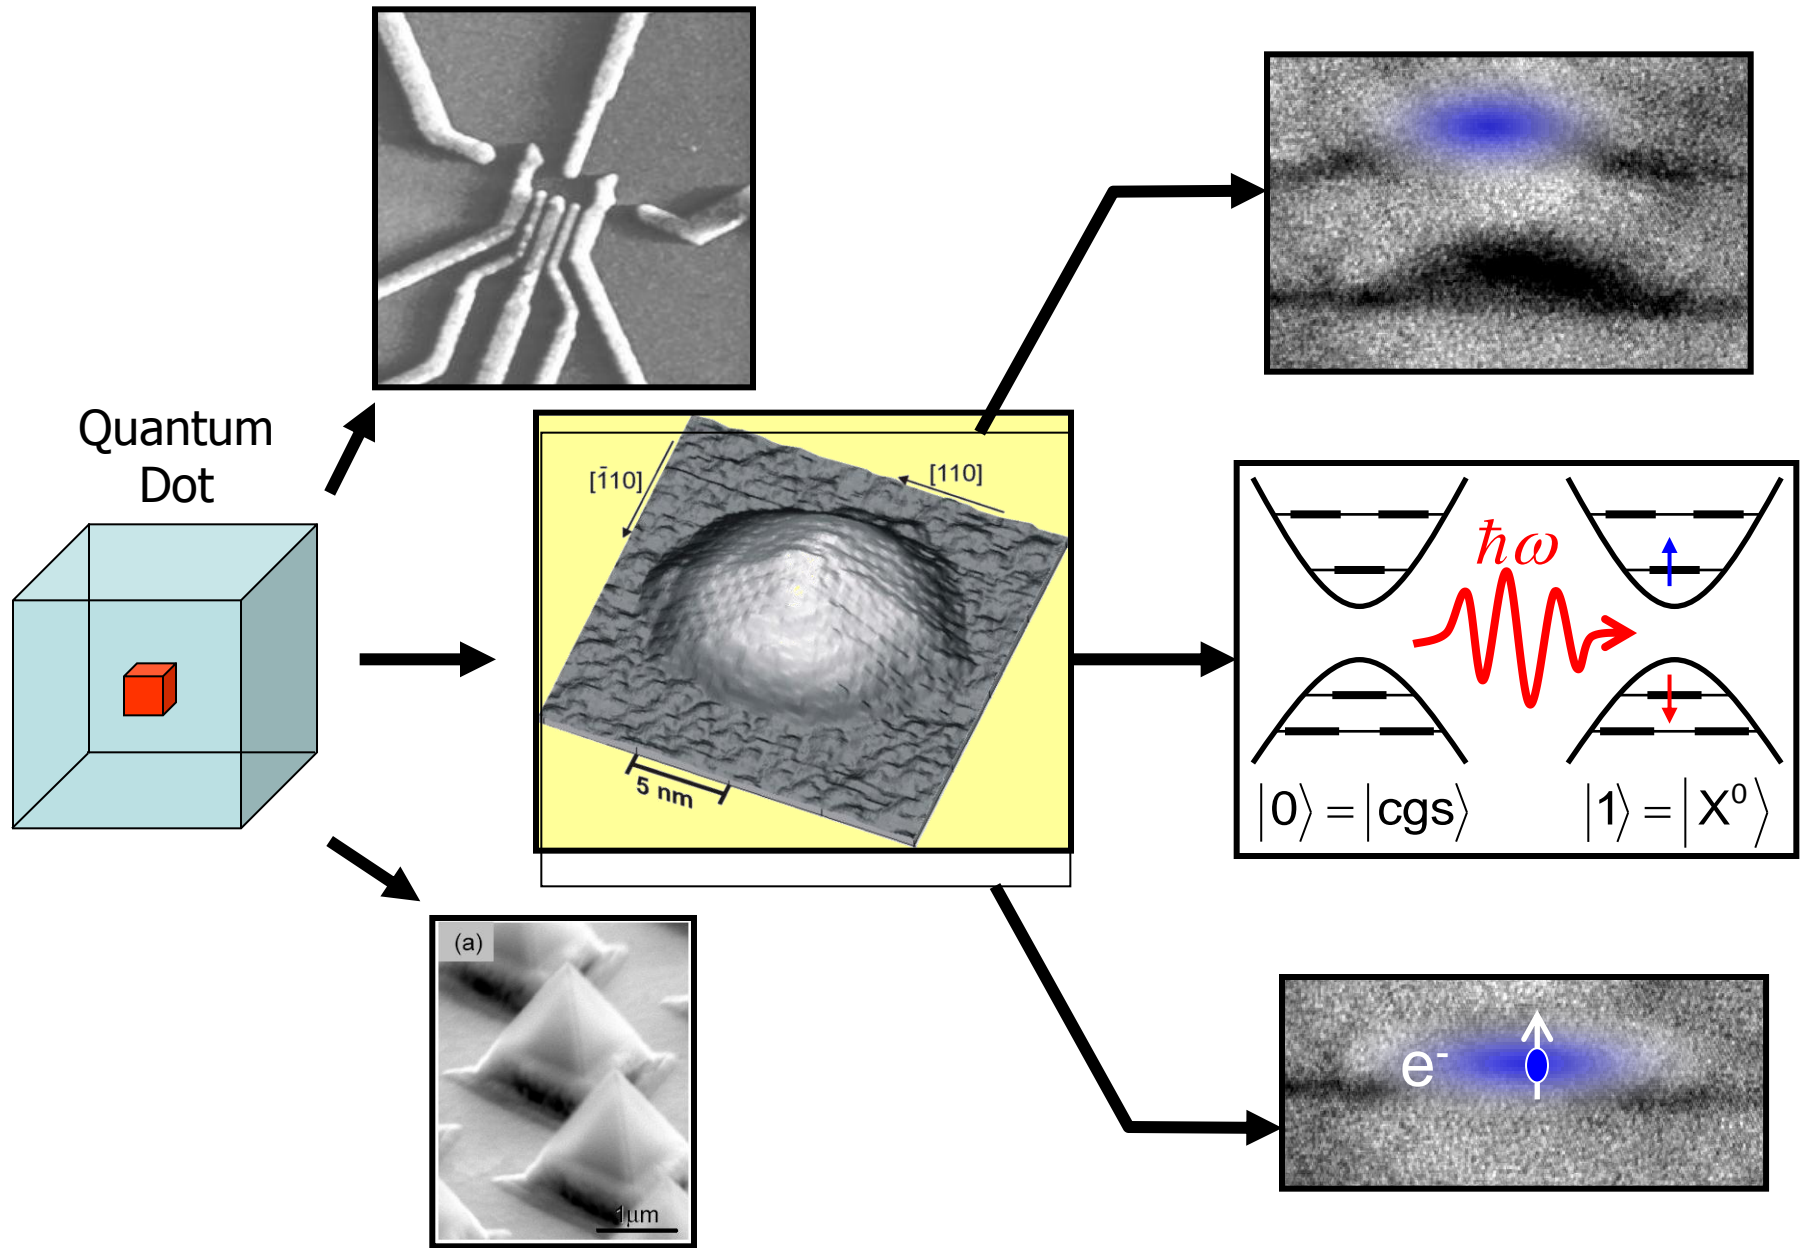 Quantum
Dot
[1̄10]
[110]
5 nm
(a)
1μm
ħω
|0⟩ = |cgs⟩
|1⟩ = |X⁰⟩
e⁻